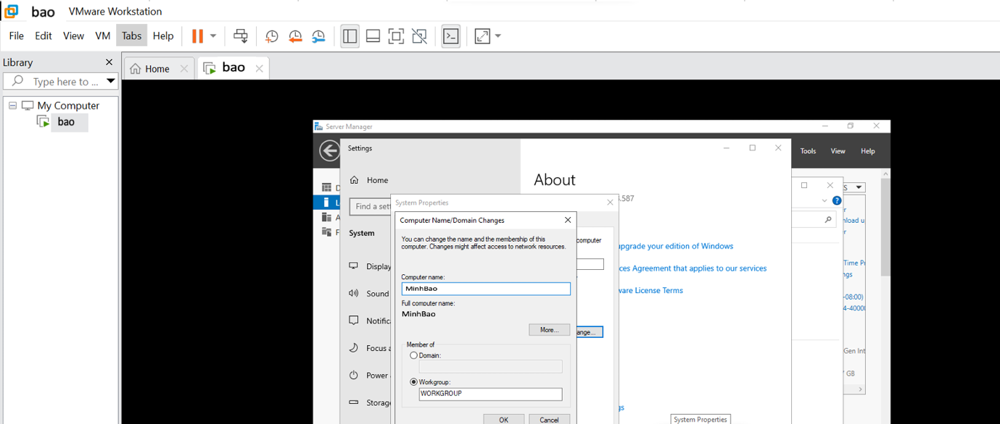 bao VMware Workstation
File Edit View VM Tabs Help
Library
Home
bao
Type here to ...
My Computer
bao
Server Manager
Settings
Tools View Help
Home
About
Find a set
System Properties
.587
Computer Name/Domain Changes
System
You can change the name and the membership of this
computer. Changes might affect access to network resources.
computer
upgrade your edition of Windows
Display
ces Agreement that applies to our services
Computer name:
MinhBao
Sound
ware License Terms
Full computer name:
MinhBao
Notific
More...
ange...
Member of
Focus a
Domain:
Power
Workgroup:
WORKGROUP
Storag
OK Cancel
System Properties
nload u
Time P
ngs
-08:00)
4-4000
Gen Int
GB
gs